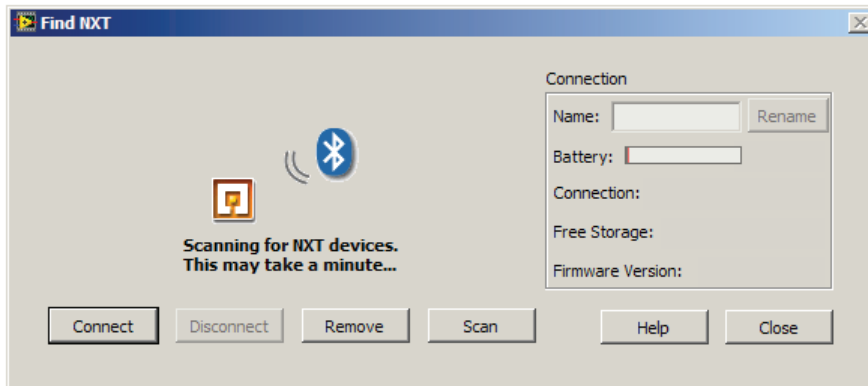 Find NXT
Scanning for NXT devices.
This may take a minute...
Connection
Name:
Rename
Battery:
Connection:
Free Storage:
Firmware Version:
Connect
Disconnect
Remove
Scan
Help
Close